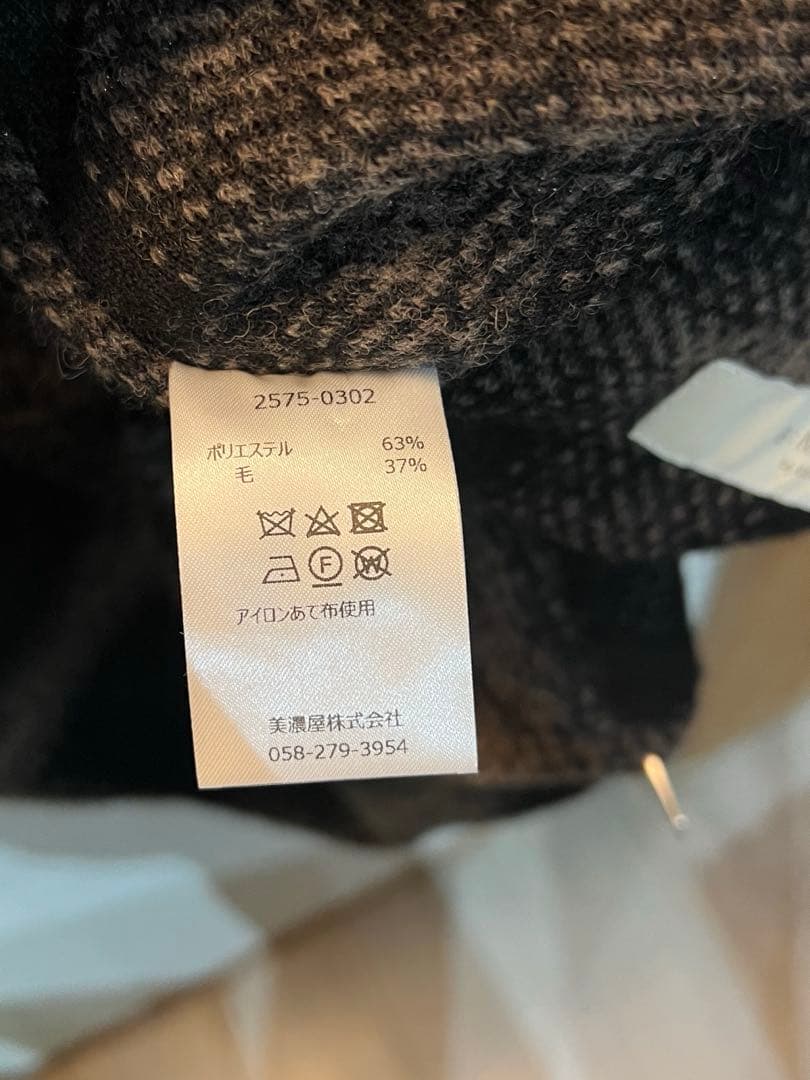 2575-0302
ポリエステル 63%
毛 37%
F W
アイロンあて布使用
美濃屋株式会社
058-279-3954